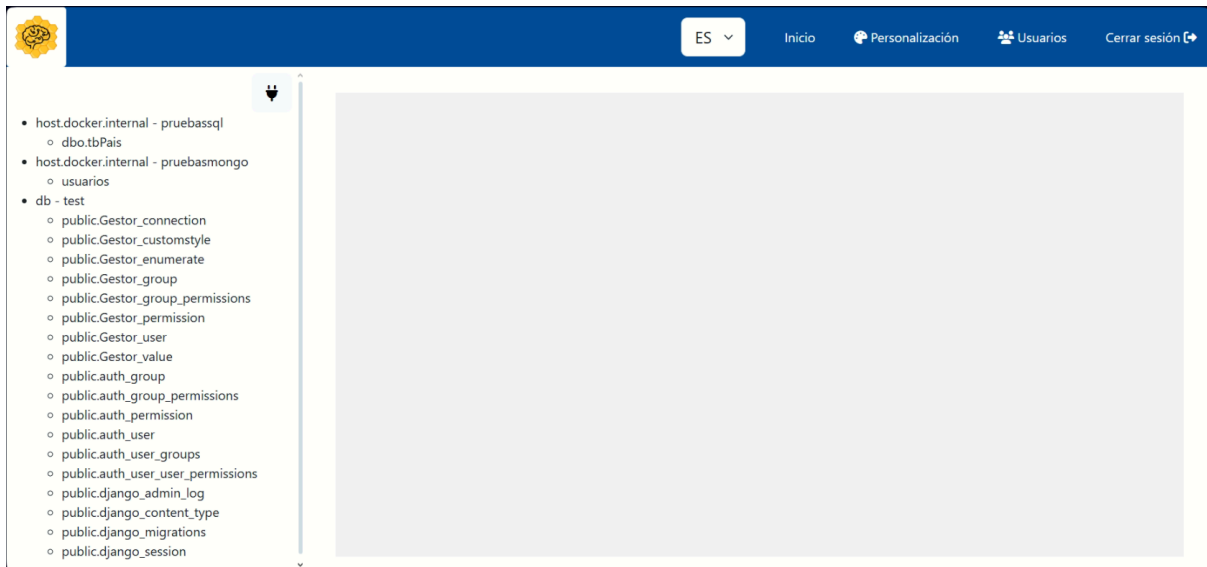 ES Inicio Personalización Usuarios Cerrar sesión
host.docker.internal - pruebassql
dbo.tbPais
host.docker.internal - pruebasmongo
usuarios
db - test
public.Gestor_connection
public.Gestor_customstyle
public.Gestor_enumerate
public.Gestor_group
public.Gestor_group_permissions
public.Gestor_permission
public.Gestor_user
public.Gestor_value
public.auth_group
public.auth_group_permissions
public.auth_permission
public.auth_user
public.auth_user_groups
public.auth_user_user_permissions
public.django_admin_log
public.django_content_type
public.django_migrations
public.django_session